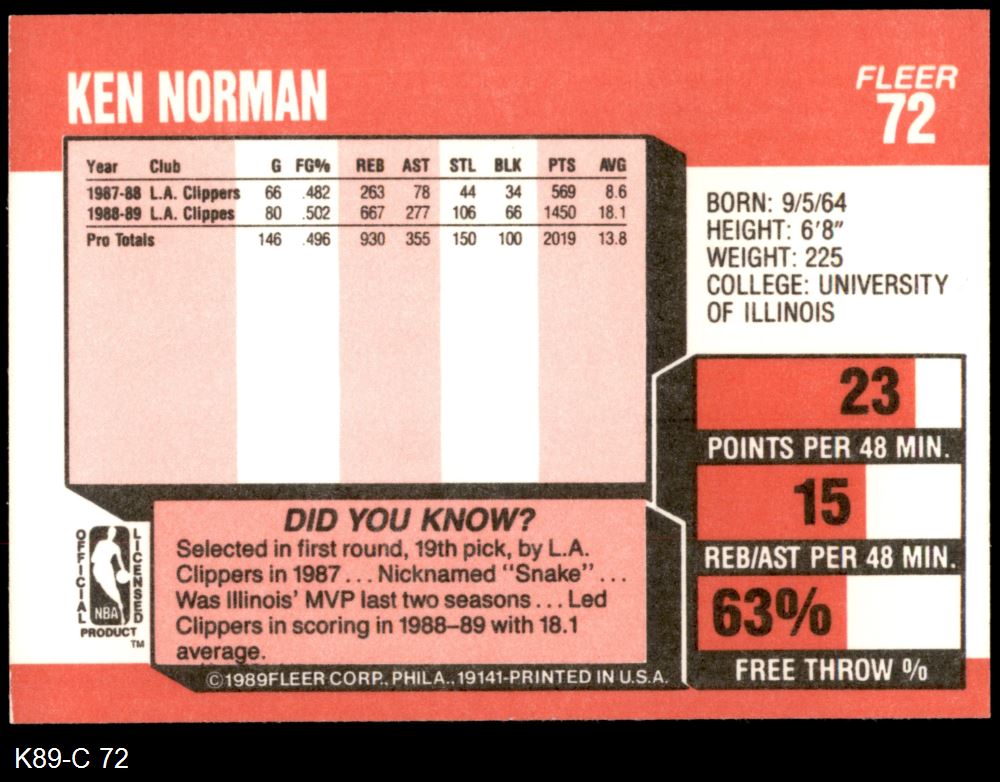 KEN NORMAN
FLEER
72
Year Club G FG% REB AST STL BLK PTS AVG
1987-88 L.A. Clippers 66 .482 263 78 44 34 569 8.6
1988-89 L.A. Clippes 80 .502 667 277 106 66 1450 18.1
Pro Totals 146 .496 930 355 150 100 2019 13.8
BORN: 9/5/64
HEIGHT: 6'8"
WEIGHT: 225
COLLEGE: UNIVERSITY
OF ILLINOIS
23
POINTS PER 48 MIN.
15
REB/AST PER 48 MIN.
63%
FREE THROW %
OFFICIAL
LICENSED
NBA
PRODUCT
TM
DID YOU KNOW?
Selected in first round, 19th pick, by L.A.
Clippers in 1987 . . . Nicknamed "Snake" . . .
Was Illinois' MVP last two seasons . . . Led
Clippers in scoring in 1988–89 with 18.1
average.
©1989FLEER CORP., PHILA., 19141-PRINTED IN U.S.A.
K89-C 72